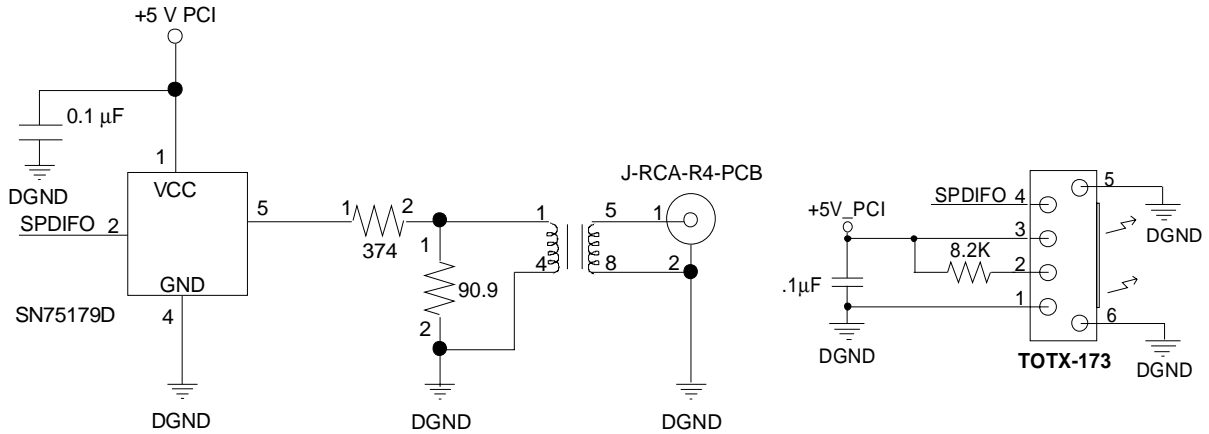 +5 V PCI
0.1 μF
DGND
1
VCC
SPDIFO 2
5
GND
SN75179D
4
DGND
1
2
374
1
90.9
2
DGND
1
4
5
8
J-RCA-R4-PCB
1
2
DGND
SPDIFO 4
+5V_PCI
3
8.2K
2
.1μF
1
DGND
5
DGND
6
DGND
TOTX-173